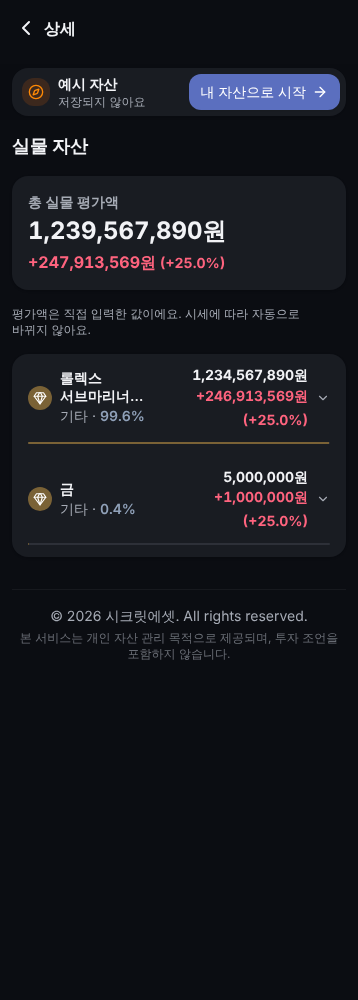 상세
예시 자산
저장되지 않아요
내 자산으로 시작 →
실물 자산
총 실물 평가액
1,239,567,890원
+247,913,569원 (+25.0%)
평가액은 직접 입력한 값이에요. 시세에 따라 자동으로
바뀌지 않아요.
롤렉스
서브마리너...
기타 · 99.6%
1,234,567,890원
+246,913,569원
(+25.0%)
금
기타 · 0.4%
5,000,000원
+1,000,000원
(+25.0%)
© 2026 시크릿에셋. All rights reserved.
본 서비스는 개인 자산 관리 목적으로 제공되며, 투자 조언을
포함하지 않습니다.